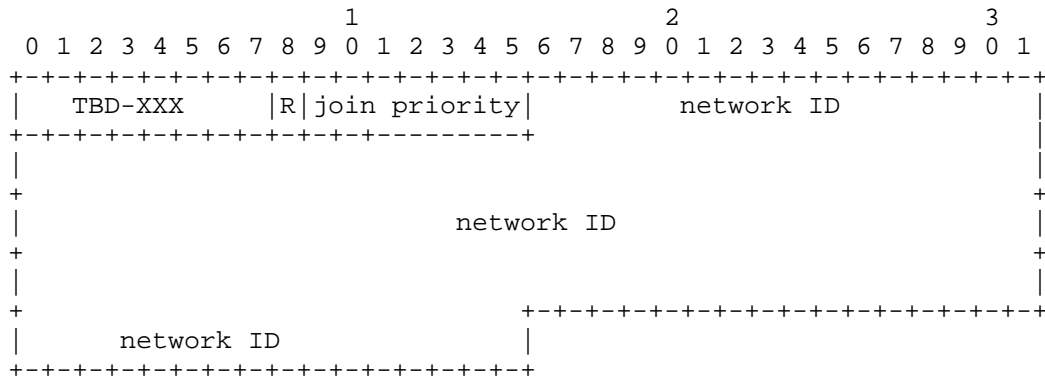 1                   2                   3
 0 1 2 3 4 5 6 7 8 9 0 1 2 3 4 5 6 7 8 9 0 1 2 3 4 5 6 7 8 9 0 1
+-+-+-+-+-+-+-+-+-+-+-+-+-+-+-+-+-+-+-+-+-+-+-+-+-+-+-+-+-+-+-+-+
|   TBD-XXX     |R|join priority|         network ID            |
+-+-+-+-+-+-+-+-+-+-+-+---------+                               |
|                                                               |
+                                                               +
|                           network ID                          |
+                                                               +
|                                                               |
+                               +-+-+-+-+-+-+-+-+-+-+-+-+-+-+-+-+
|      network ID               |
+-+-+-+-+-+-+-+-+-+-+-+-+-+-+-+-+